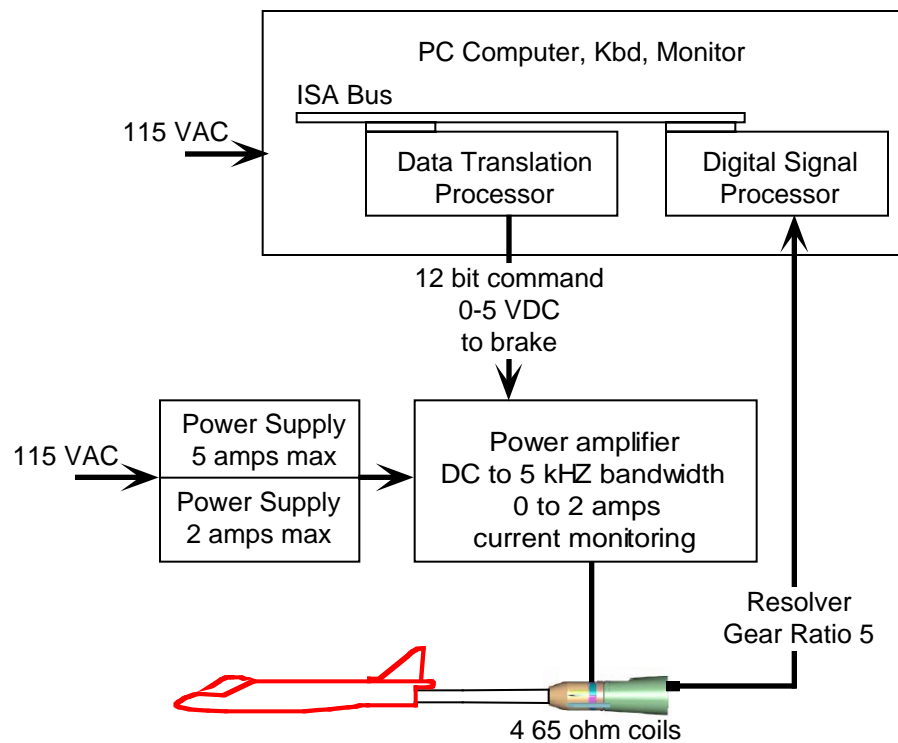 PC Computer, Kbd, Monitor
ISA Bus
115 VAC
Data Translation
Processor
Digital Signal
Processor
12 bit command
0-5 VDC
to brake
115 VAC
Power Supply
5 amps max
Power Supply
2 amps max
Power amplifier
DC to 5 kHZ bandwidth
0 to 2 amps
current monitoring
Resolver
Gear Ratio 5
4 65 ohm coils